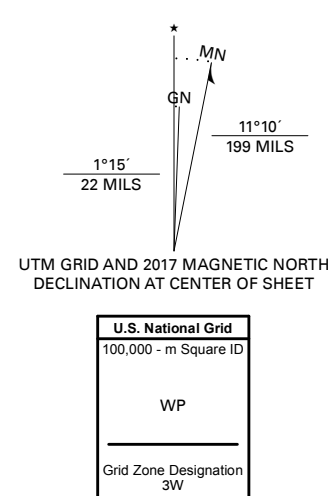 ★
MN
GN
11°10´
199 MILS
1°15´
22 MILS
UTM GRID AND 2017 MAGNETIC NORTH
DECLINATION AT CENTER OF SHEET
U.S. National Grid
100,000 - m Square ID
WP
Grid Zone Designation
3W